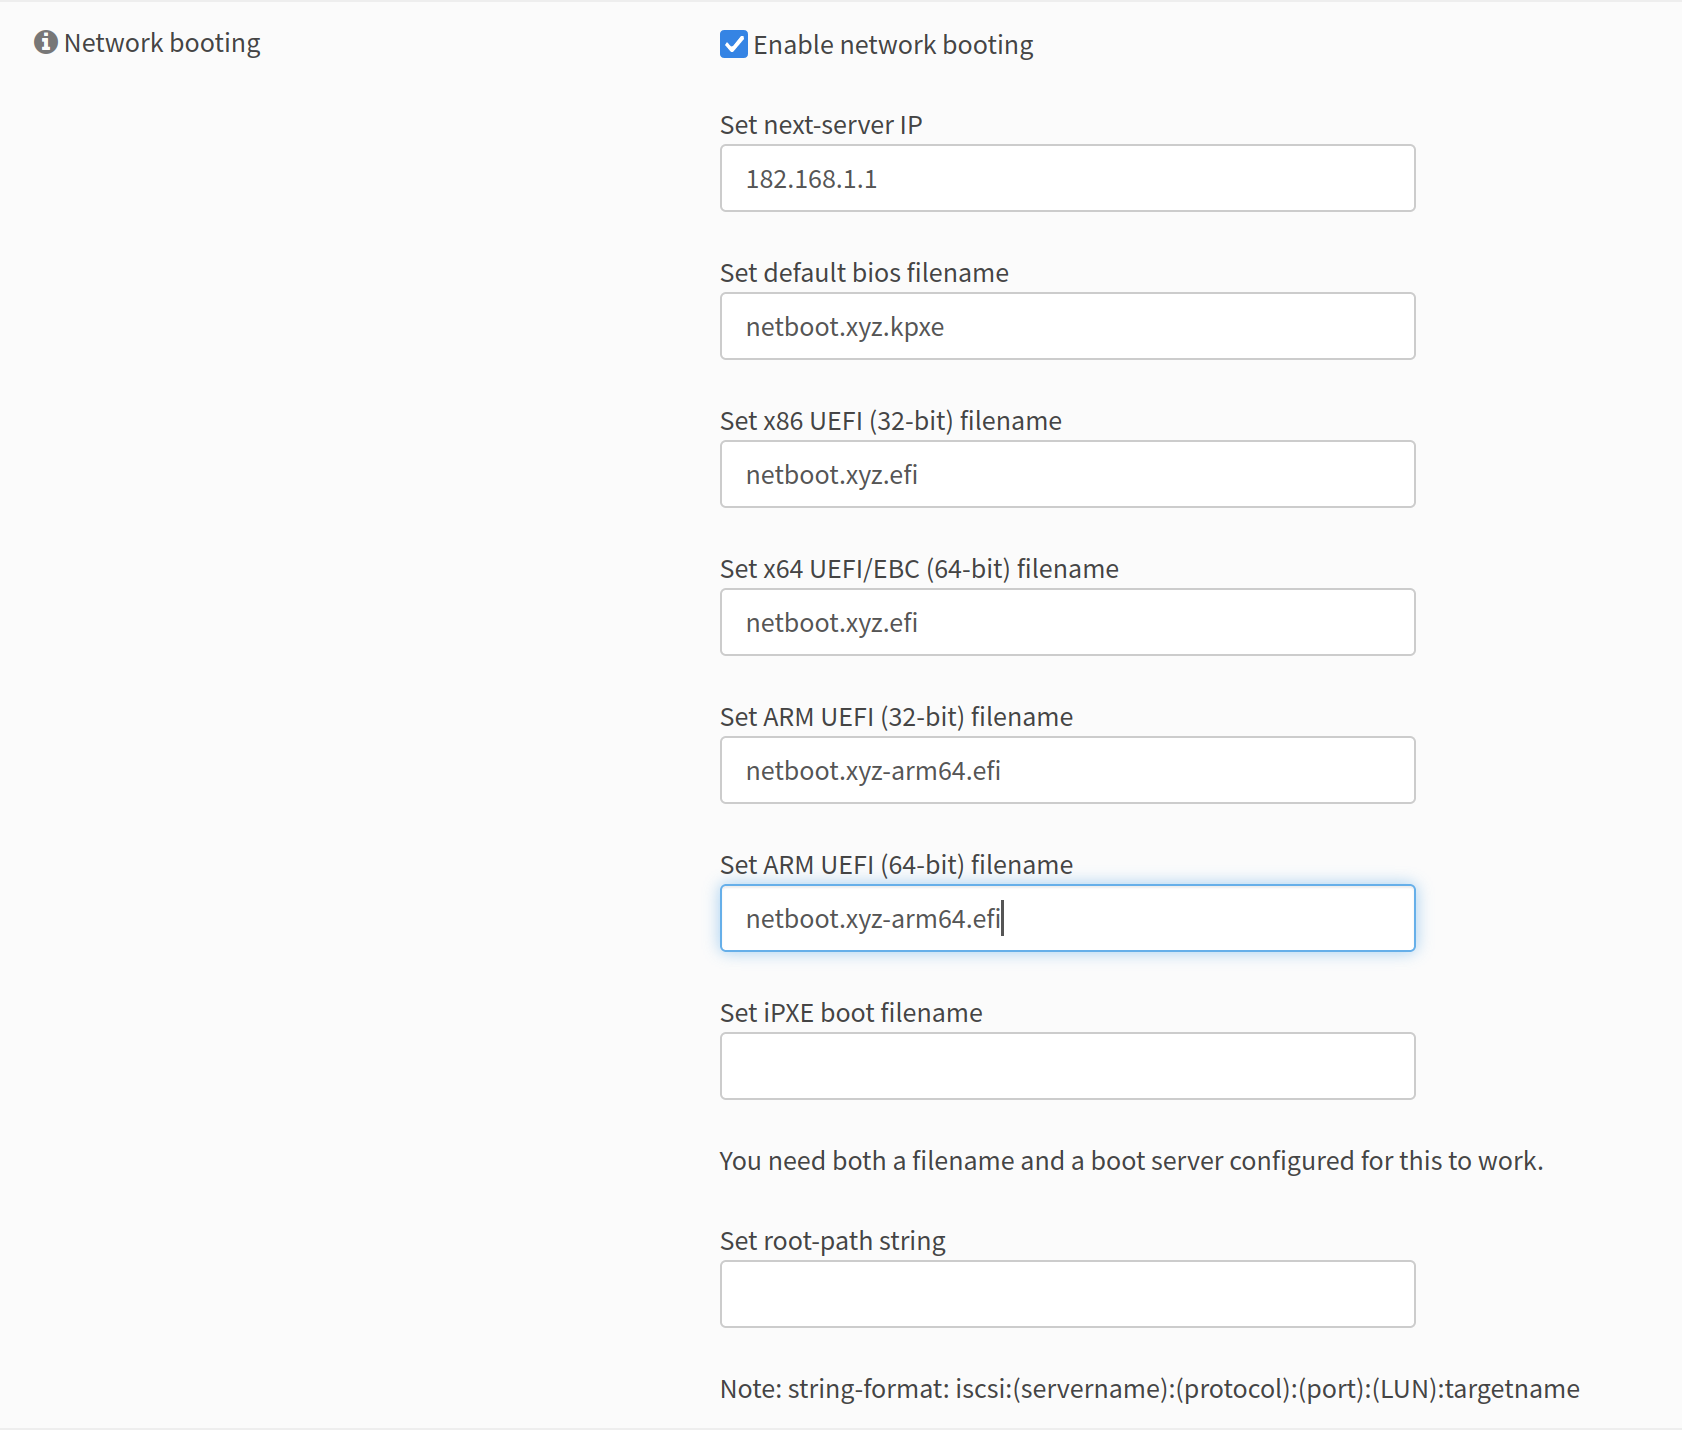 Network booting
Enable network booting
Set next-server IP
182.168.1.1
Set default bios filename
netboot.xyz.kpxe
Set x86 UEFI (32-bit) filename
netboot.xyz.efi
Set x64 UEFI/EBC (64-bit) filename
netboot.xyz.efi
Set ARM UEFI (32-bit) filename
netboot.xyz-arm64.efi
Set ARM UEFI (64-bit) filename
netboot.xyz-arm64.efi
Set iPXE boot filename
You need both a filename and a boot server configured for this to work.
Set root-path string
Note: string-format: iscsi:(servername):(protocol):(port):(LUN):targetname